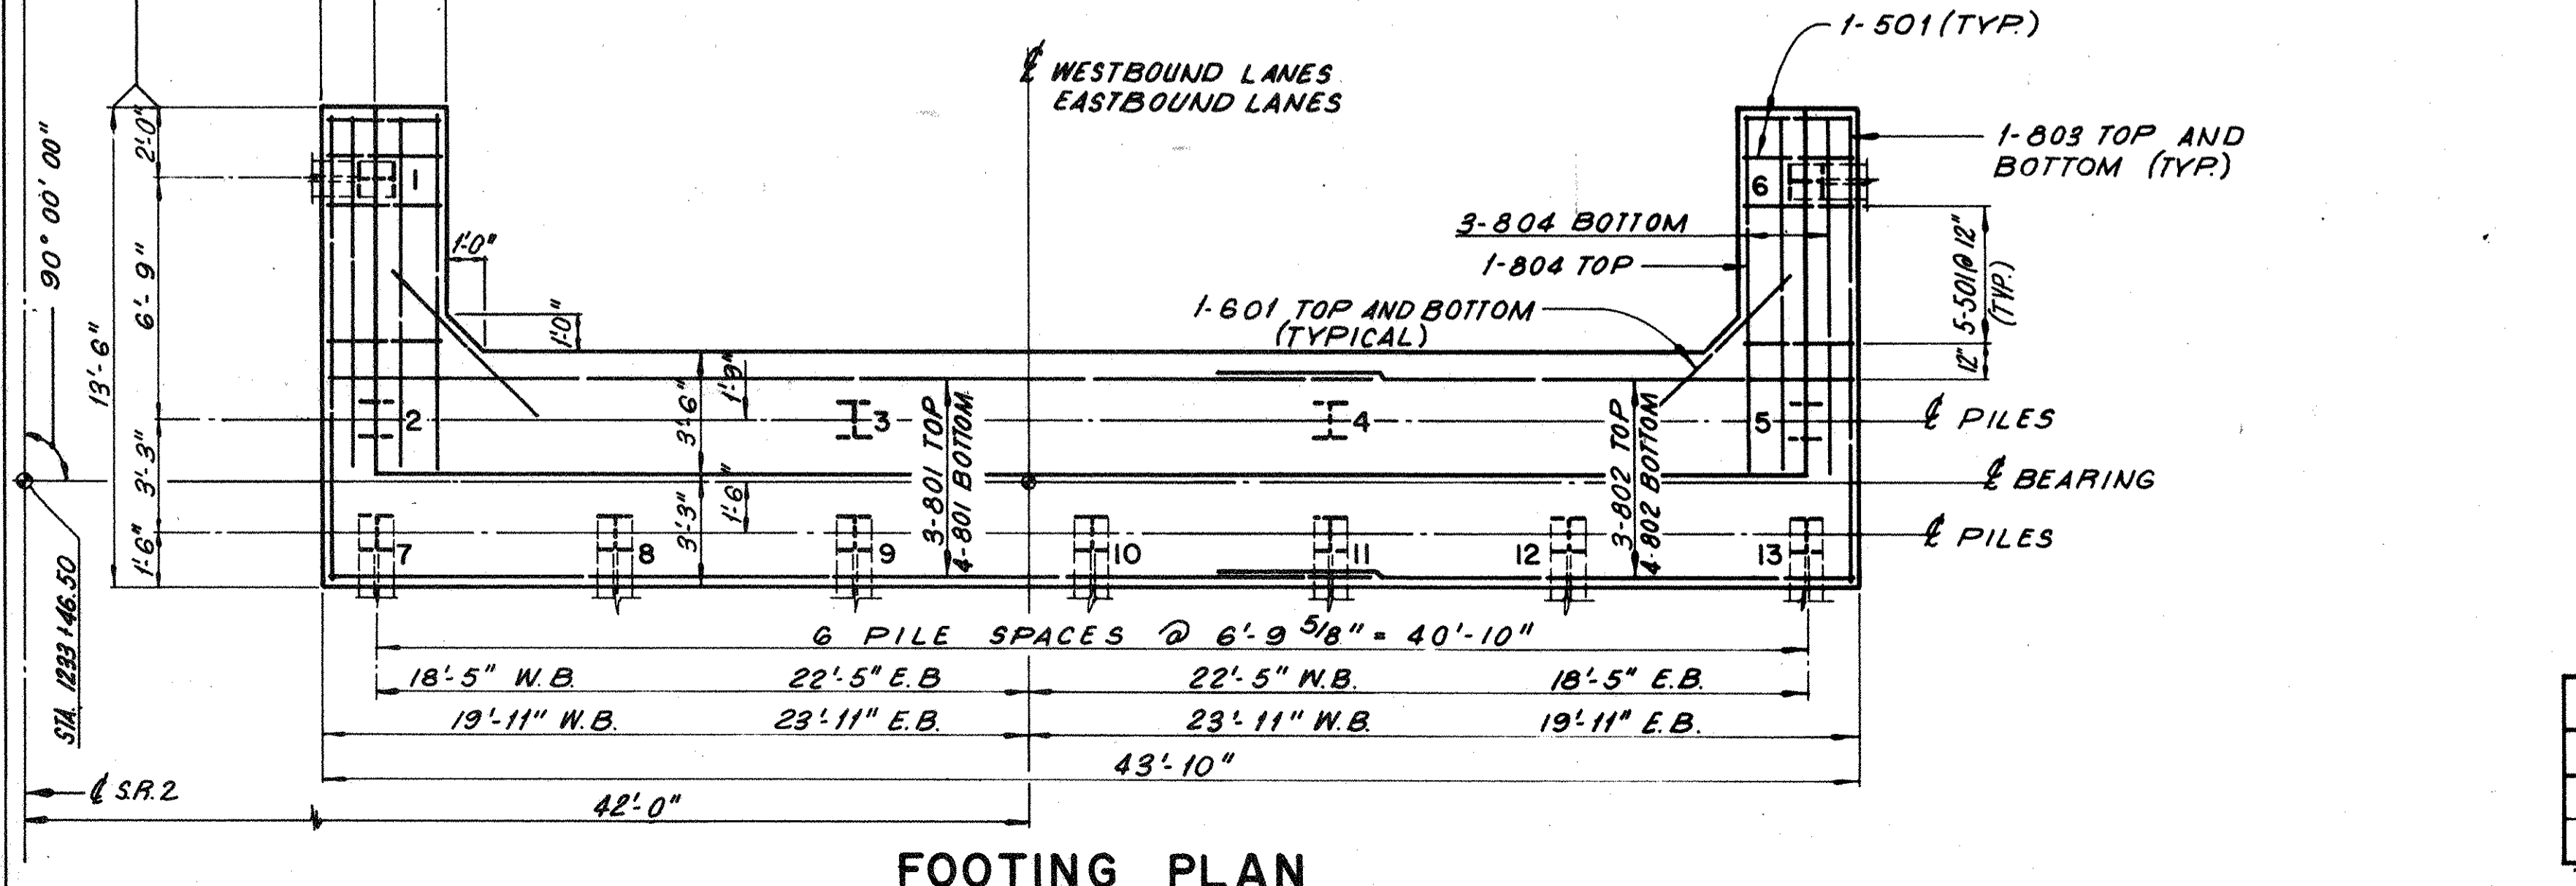 1-501 (TYP.)
℄ WESTBOUND LANES
EASTBOUND LANES
1-803 TOP AND
BOTTOM (TYP.)
2'-0"
90° 00' 00"
1
6
3-804 BOTTOM
1-804 TOP
1'-0"
1'-0"
5-501@ 12"
(TYP.)
12"
1-601 TOP AND BOTTOM
(TYPICAL)
6'-9"
13'-6"
3'-6"
1'-9"
2
3
4
5
℄ PILES
3'-3"
3-801 TOP
4-801 BOTTOM
3-802 TOP
4-802 BOTTOM
℄ BEARING
1'-6"
3'-3"
1'-6"
℄ PILES
7
8
9
10
11
12
13
STA. 1233+46.50
6 PILE SPACES @ 6'-9 5/8" = 40'-10"
18'-5" W.B.
22'-5" E.B
22'-5" W.B.
18'-5" E.B.
19'-11" W.B.
23'-11" E.B.
23'-11" W.B.
19'-11" E.B.
43'-10"
℄ S.R.2
42'-0"
FOOTING PLAN